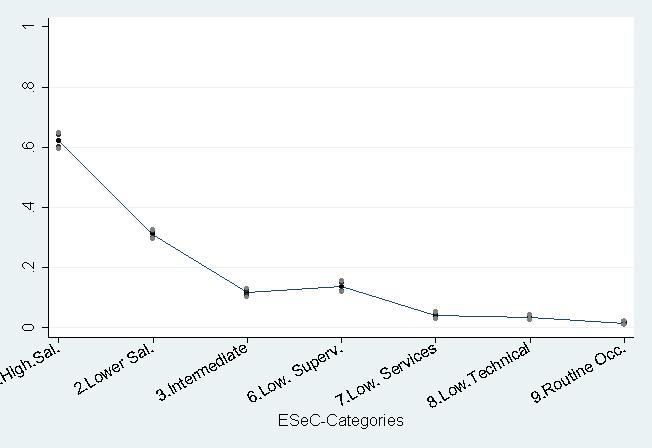 1
.8
.6
.4
.2
0
.High.Sal.
2.Lower Sal.
3.Intermediate
6.Low. Superv.
7.Low. Services
8.Low.Technical
9.Routine Occ.
ESeC-Categories